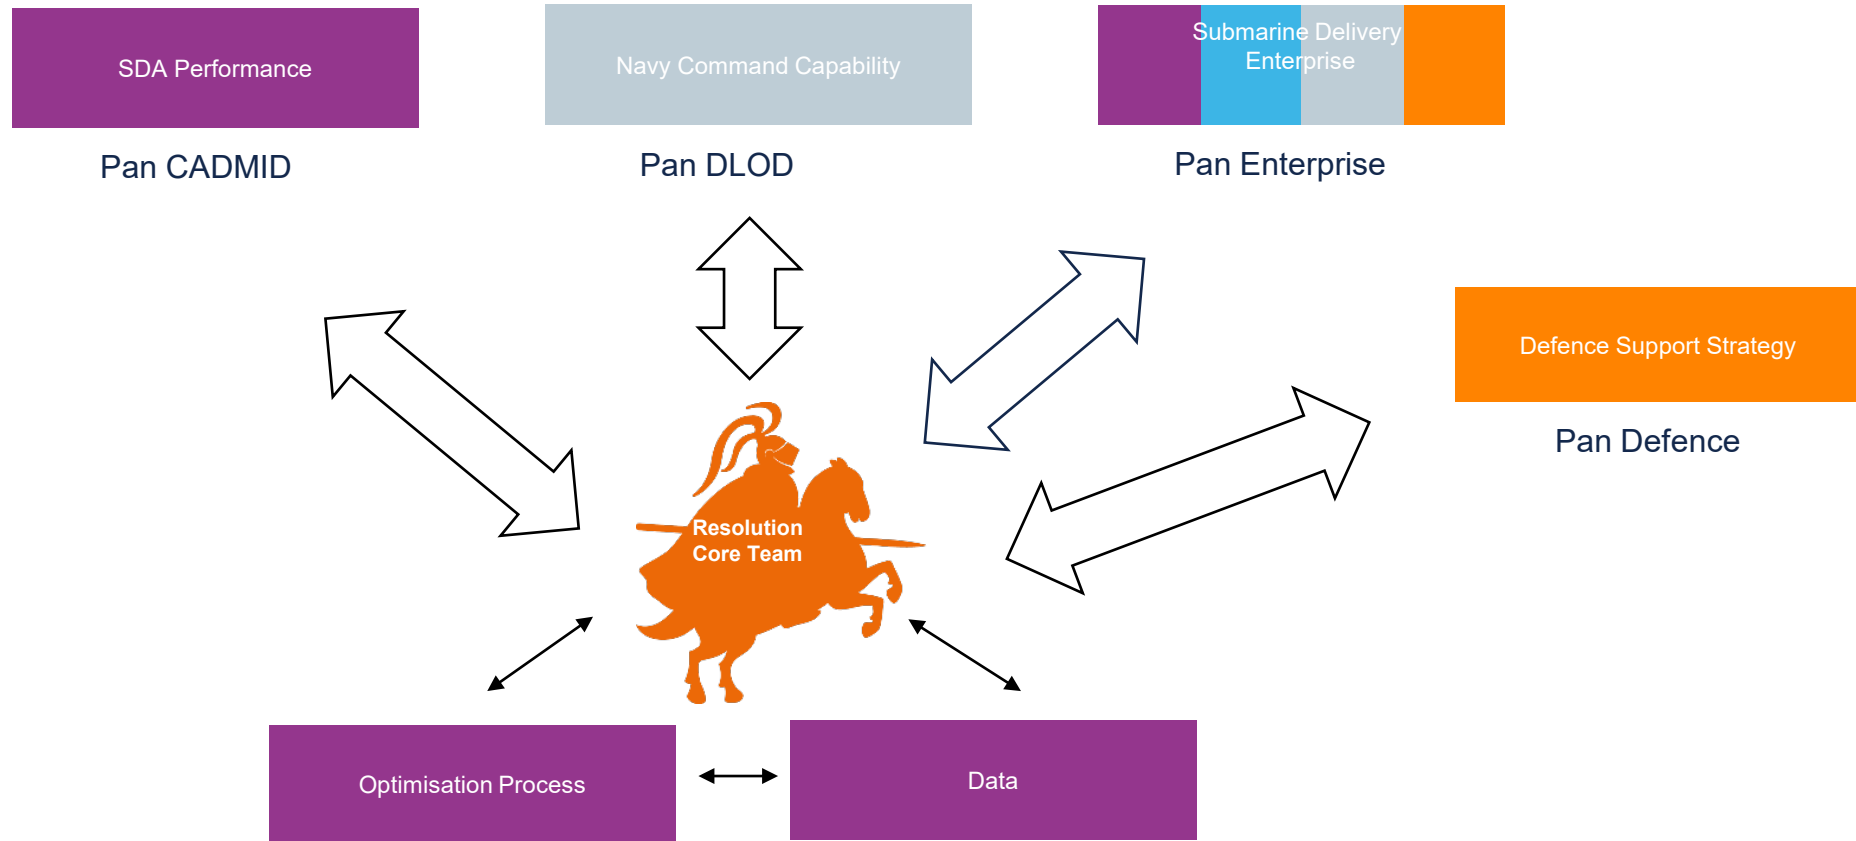 SDA Performance
Navy Command Capability
Submarine Delivery
Enterprise
Pan CADMID
Pan DLOD
Pan Enterprise
Defence Support Strategy
Pan Defence
Resolution
Core Team
Optimisation Process
Data